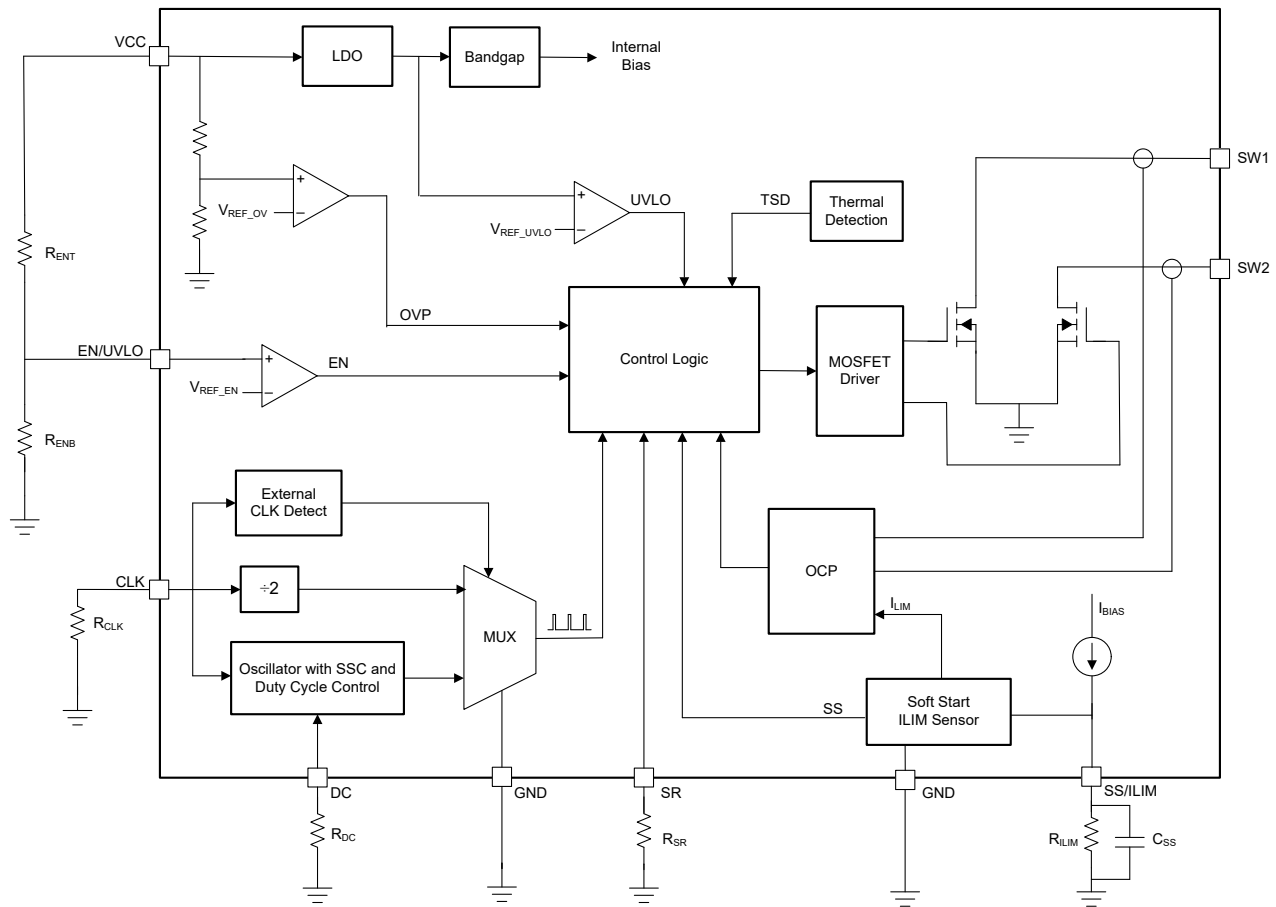 VCC
LDO
Bandgap
Internal
Bias
SW1
V_REF_OV
+
−
UVLO
V_REF_UVLO
+
−
TSD
Thermal
Detection
R_ENT
SW2
OVP
Control Logic
MOSFET
Driver
EN/UVLO
V_REF_EN
+
−
EN
R_ENB
External
CLK Detect
CLK
÷2
R_CLK
MUX
Oscillator with SSC and
Duty Cycle Control
OCP
I_LIM
I_BIAS
SS
Soft Start
ILIM Sensor
DC
GND
SR
GND
SS/ILIM
R_DC
R_SR
R_ILIM
C_SS